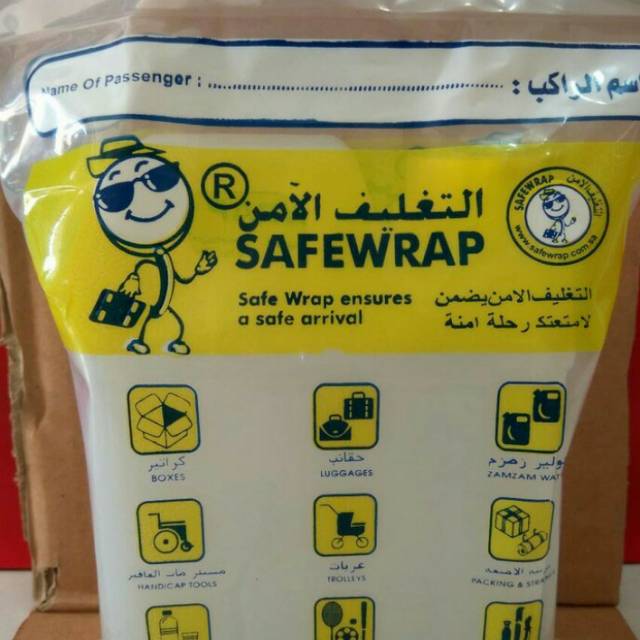 Name Of Passenger : اسم الراكب :
®
التغليف الآمن
SAFEWRAP
SAFEWRAP التغليف الامن
www.safewrap.com.sa
Safe Wrap ensures
a safe arrival
التغليف الامن يضمن
لامتعتك رحلة امنة
كراتين
BOXES
حقائب
LUGGAGES
زمزم
ZAMZAM WAT
HANDICAP TOOLS
عربات
TROLLEYS
PACKING &